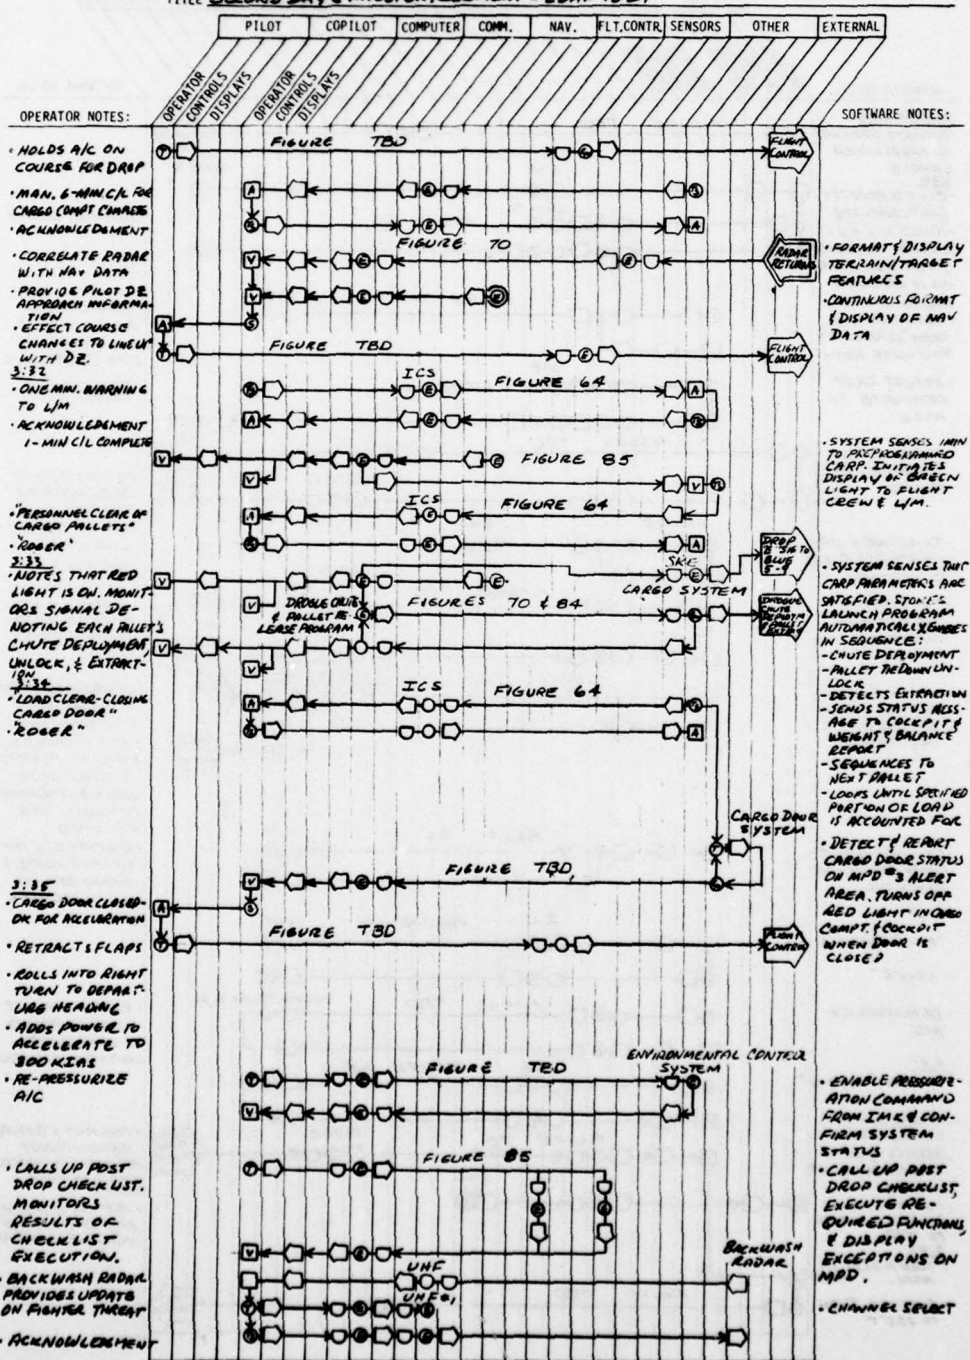 TITLE
PILOT COPILOT COMPUTER COMM. NAV. FLT.CONTR. SENSORS OTHER EXTERNAL
OPERATOR
CONTROLS
DISPLAYS
OPERATOR
CONTROLS
DISPLAYS
OPERATOR NOTES:
• HOLDS A/C ON
COURSE FOR DROP
• MAN. 6-MIN C/L FOR
CARGO COMPT COMPLETE
• ACKNOWLEDGMENT
• CORRELATE RADAR
WITH NAV DATA
• PROVIDE PILOT DZ
APPROACH INFORMA-
TION
• EFFECT COURSE
CHANGES TO LINEUP
WITH DZ.
3:32
• ONE MIN. WARNING
TO L/M
• ACKNOWLEDGMENT
1-MIN C/L COMPLETE
• "PERSONNEL CLEAR OF
CARGO PALLETS"
• "ROGER"
3:33
• NOTES THAT RED
LIGHT IS ON. MONIT-
ORS SIGNAL DE-
NOTING EACH PALLET'S
CHUTE DEPLOYMENT,
UNLOCK, & EXTRACT-
ION
3:34
• "LOAD CLEAR-CLOSING
CARGO DOOR"
• "ROGER"
3:35
• CARGO DOOR CLOSED-
OK FOR ACCELERATION
• RETRACTS FLAPS
• ROLLS INTO RIGHT
TURN TO DEPART-
URE HEADING
• ADDS POWER TO
ACCELERATE TO
300 KIAS
• RE-PRESSURIZE
A/C
• CALLS UP POST
DROP CHECK LIST.
MONITORS
RESULTS OF
CHECKLIST
EXECUTION.
• BACKWASH RADAR
PROVIDES UPDATE
ON FIGHTER THREAT
• ACKNOWLEDGMENT
FIGURE TBD
FLIGHT
CONTROL
FIGURE 70
RADAR
RETURNS
FIGURE TBD
FLIGHT
CONTROL
ICS
FIGURE 64
FIGURE 85
ICS
FIGURE 64
SKE
CARGO SYSTEM
DROGUE CHUTE
& PALLET RE-
LEASE PROGRAM
FIGURES 70 & 84
ICS
FIGURE 64
CARGO DOOR
SYSTEM
FIGURE TBD
FIGURE TBD
FLIGHT
CONTROL
ENVIRONMENTAL CONTROL
SYSTEM
FIGURE TBD
FIGURE 85
UHF
BACKWASH
RADAR
SOFTWARE NOTES:
• FORMAT & DISPLAY
TERRAIN/TARGET
FEATURES
• CONTINUOUS FORMAT
& DISPLAY OF NAV
DATA
• SYSTEM SENSES 1MIN
TO PREPROGRAMMED
CARP. INITIATES
DISPLAY OF GREEN
LIGHT TO FLIGHT
CREW & L/M.
• SYSTEM SENSES THAT
CARP PARAMETERS ARE
SATISFIED. STORES
LAUNCH PROGRAM
AUTOMATICALLY
IN SEQUENCE:
- CHUTE DEPLOYMENT
- PALLET TIEDOWN UN-
LOCK
- DETECTS EXTRACTION
- SENDS STATUS MESS-
AGE TO COCKPIT &
WEIGHT & BALANCE
REPORT
- SEQUENCES TO
NEXT PALLET
- LOOPS UNTIL SPECIFIED
PORTION OF LOAD
IS ACCOUNTED FOR
• DETECT & REPORT
CARGO DOOR STATUS
ON MPD #3 ALERT
AREA. TURNS OFF
RED LIGHT IN CARGO
COMPT. & COCKPIT
WHEN DOOR IS
CLOSED
• ENABLE PRESSURIZ-
ATION COMMAND
FROM IMK & CON-
FIRM SYSTEM
STATUS
• CALL UP POST
DROP CHECKLIST,
EXECUTE RE-
QUIRED FUNCTIONS,
& DISPLAY
EXCEPTIONS ON
MPD.
• CHANNEL SELECT